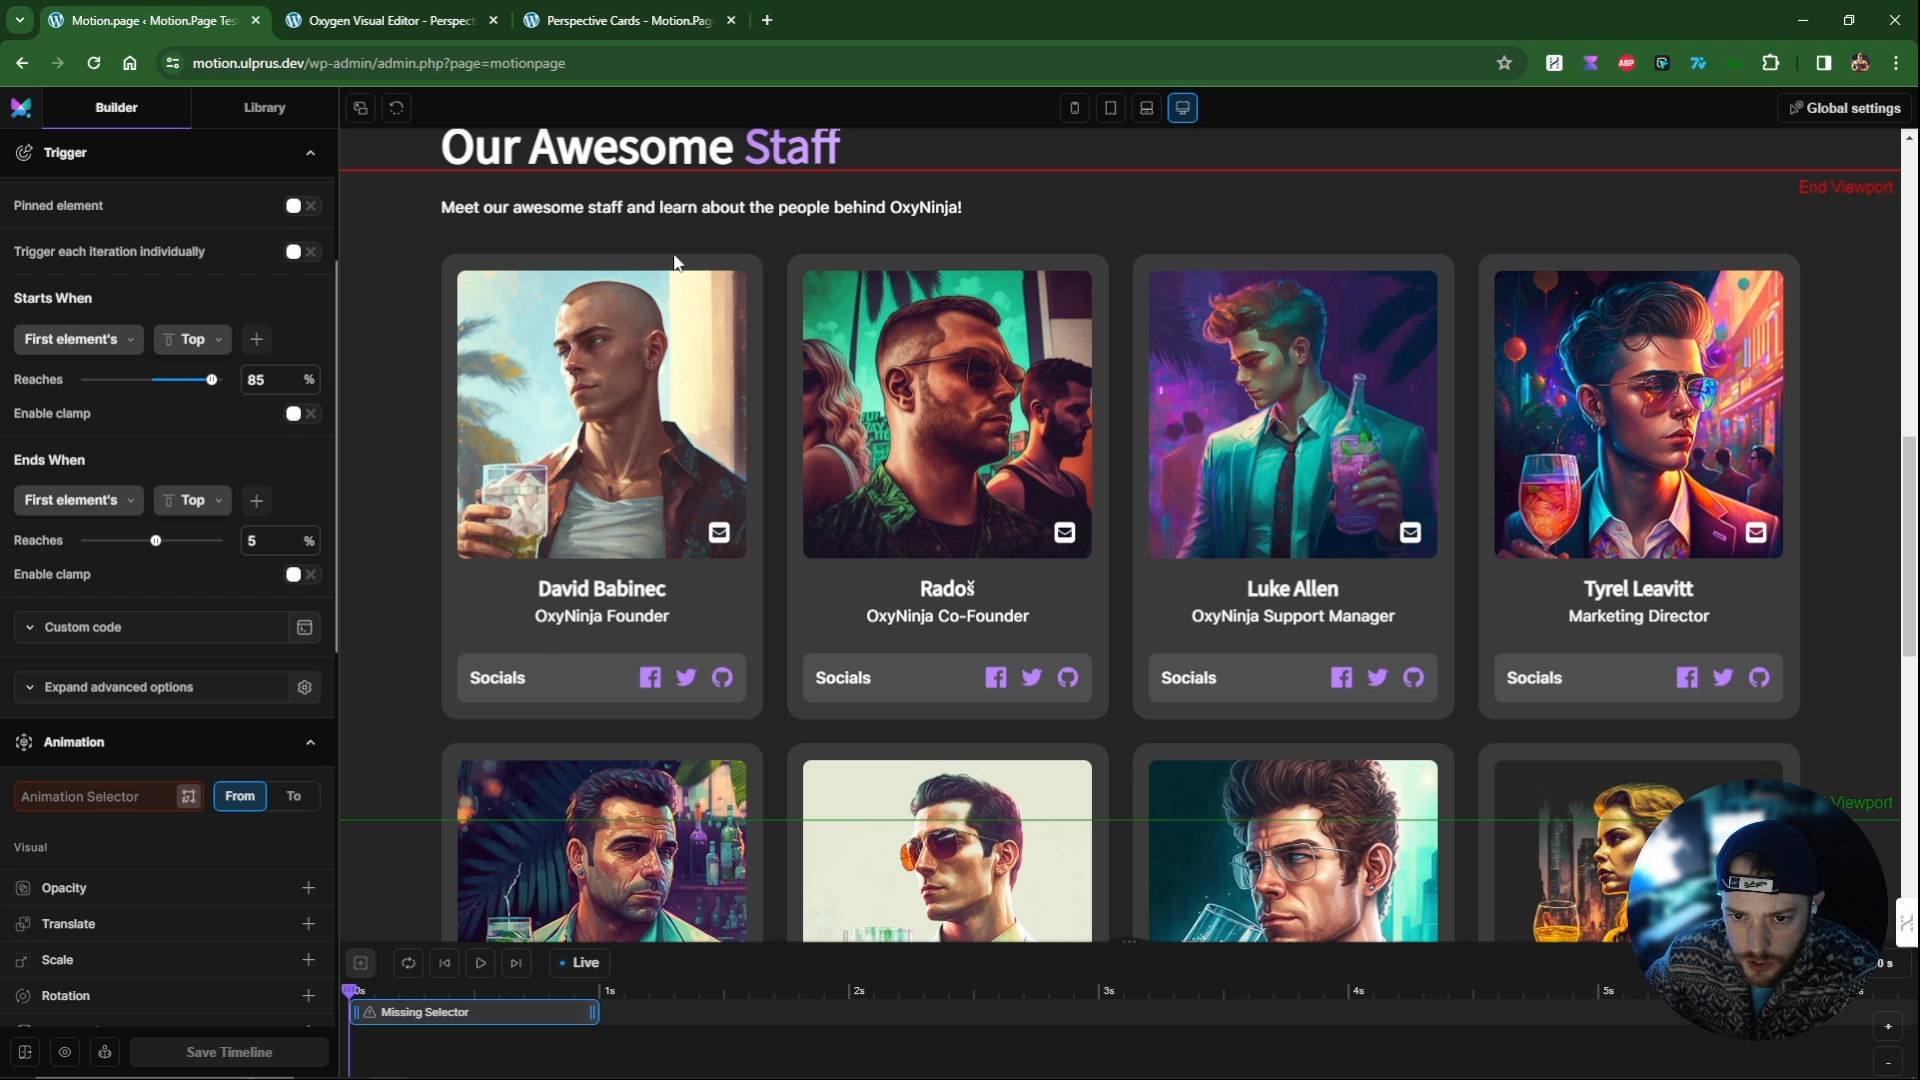 Motion.page ‹ Motion.Page Tes
Oxygen Visual Editor - Perspect
Perspective Cards - Motion.Pag
motion.ulprus.dev/wp-admin/admin.php?page=motionpage
ABP
Builder
Library
Global settings
Trigger
Pinned element
Trigger each iteration individually
Starts When
First element's
Top
Reaches
85 %
Enable clamp
Ends When
First element's
Top
Reaches
5 %
Enable clamp
Custom code
Expand advanced options
Animation
Animation Selector
From
To
Visual
Opacity
Translate
Scale
Rotation
Save Timeline
Our Awesome Staff
End Viewport
Meet our awesome staff and learn about the people behind OxyNinja!
David Babinec
OxyNinja Founder
Socials
Radoš
OxyNinja Co-Founder
Socials
Luke Allen
OxyNinja Support Manager
Socials
Tyrel Leavitt
Marketing Director
Socials
Viewport
Live
0s
0s 1s 2s 3s 4s 5s
Missing Selector